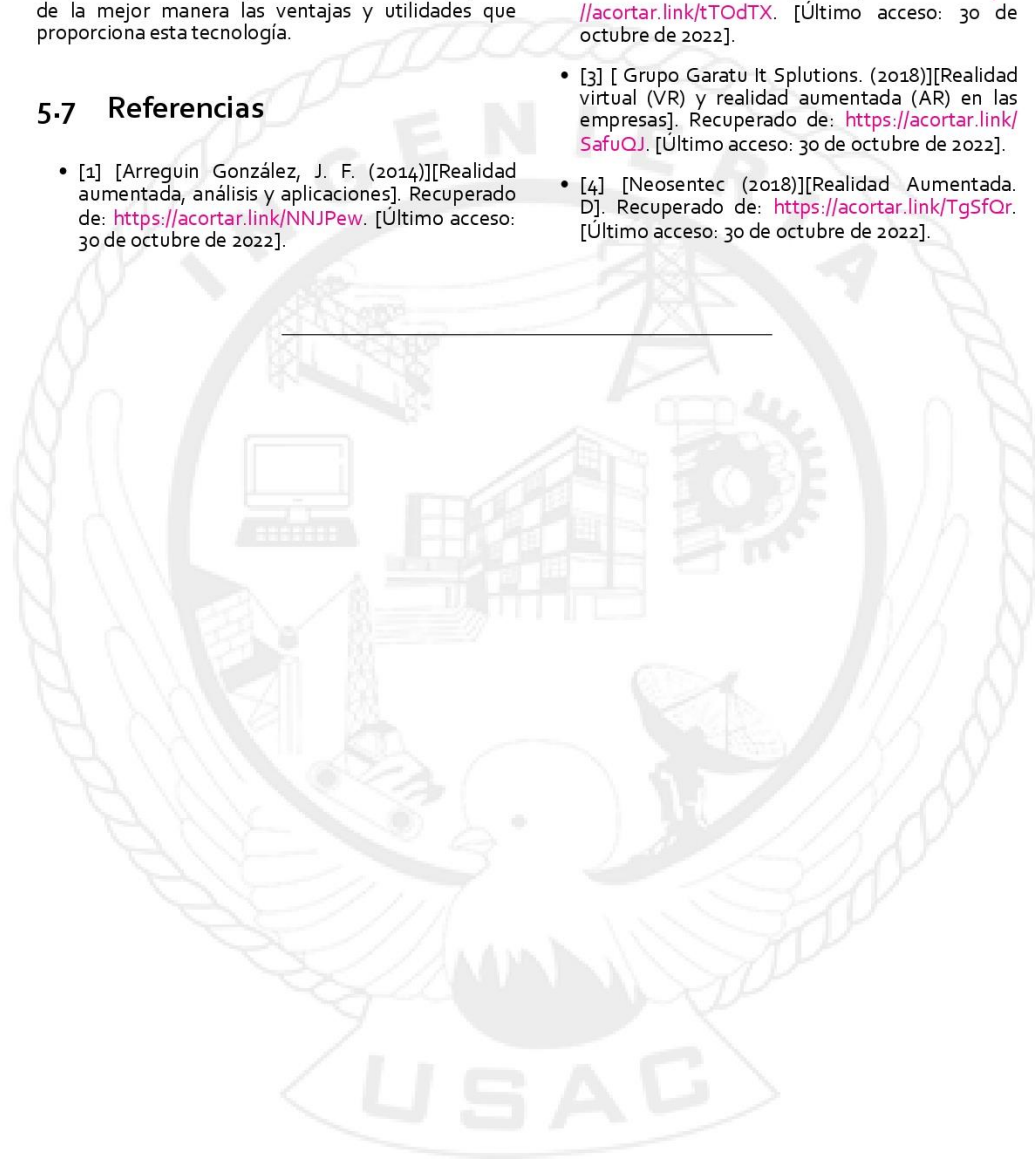 de la mejor manera las ventajas y utilidades que
proporciona esta tecnología.
5.7 Referencias
• [1] [Arreguin González, J. F. (2014)][Realidad
aumentada, análisis y aplicaciones]. Recuperado
de: https://acortar.link/NNJPew. [Último acceso:
30 de octubre de 2022].
//acortar.link/tTOdTX. [Último acceso: 30 de
octubre de 2022].
• [3] [ Grupo Garatu It Splutions. (2018)][Realidad
virtual (VR) y realidad aumentada (AR) en las
empresas]. Recuperado de: https://acortar.link/
SafuQJ. [Último acceso: 30 de octubre de 2022].
• [4] [Neosentec (2018)][Realidad Aumentada.
D]. Recuperado de: https://acortar.link/TgSfQr.
[Último acceso: 30 de octubre de 2022].
USAC